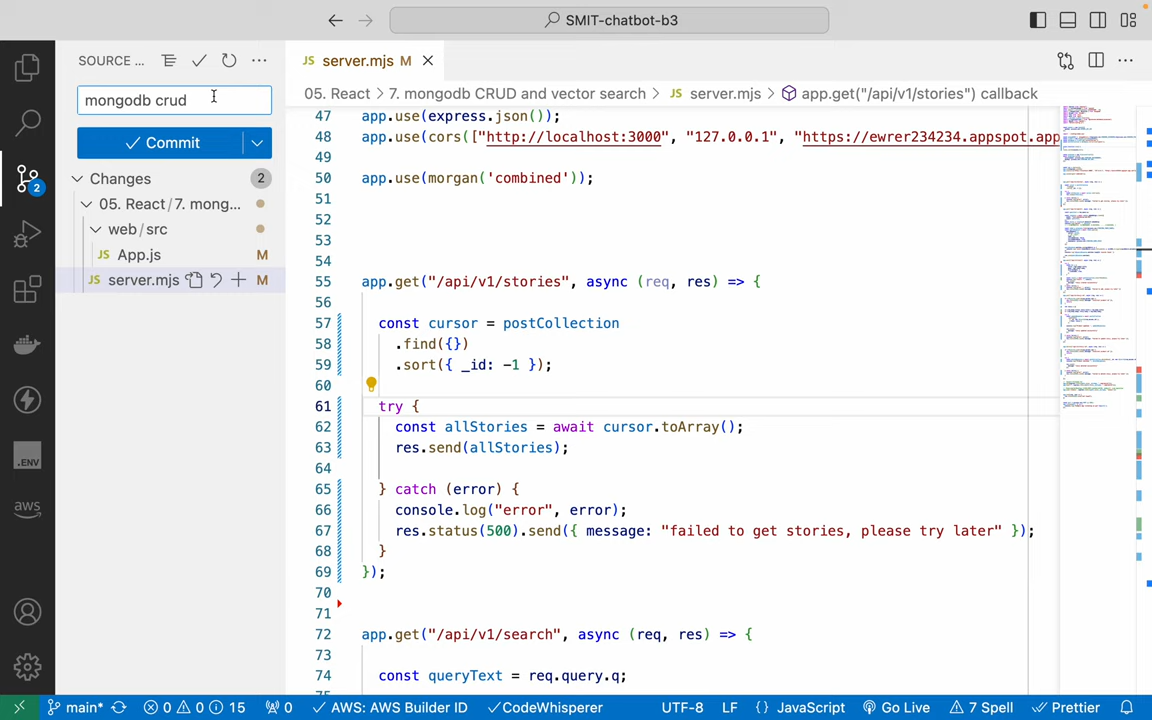 SMIT-chatbot-b3
SOURCE ...
mongodb crud
Commit
Changes 2
05. React / 7. mong...
web/src
JS App.js M
JS server.mjs M
2
.ENV
aws
JS server.mjs M
05. React > 7. mongodb CRUD and vector search > JS server.mjs > app.get("/api/v1/stories") callback
47 app.use(express.json());
48 app.use(cors(["http://localhost:3000", "127.0.0.1", "https://ewrer234234.appspot.app
49
50 app.use(morgan('combined'));
51
52
53
54
55 app.get("/api/v1/stories", async (req, res) => {
56
57 const cursor = postCollection
58 .find({})
59 .sort({ _id: -1 });
60
61 try {
62 const allStories = await cursor.toArray();
63 res.send(allStories);
64
65 } catch (error) {
66 console.log("error", error);
67 res.status(500).send({ message: "failed to get stories, please try later" });
68 }
69 });
70
71
72 app.get("/api/v1/search", async (req, res) => {
73
74 const queryText = req.query.q;
75
main* 0 0 15 0 AWS: AWS Builder ID CodeWhisperer UTF-8 LF {} JavaScript Go Live 7 Spell Prettier